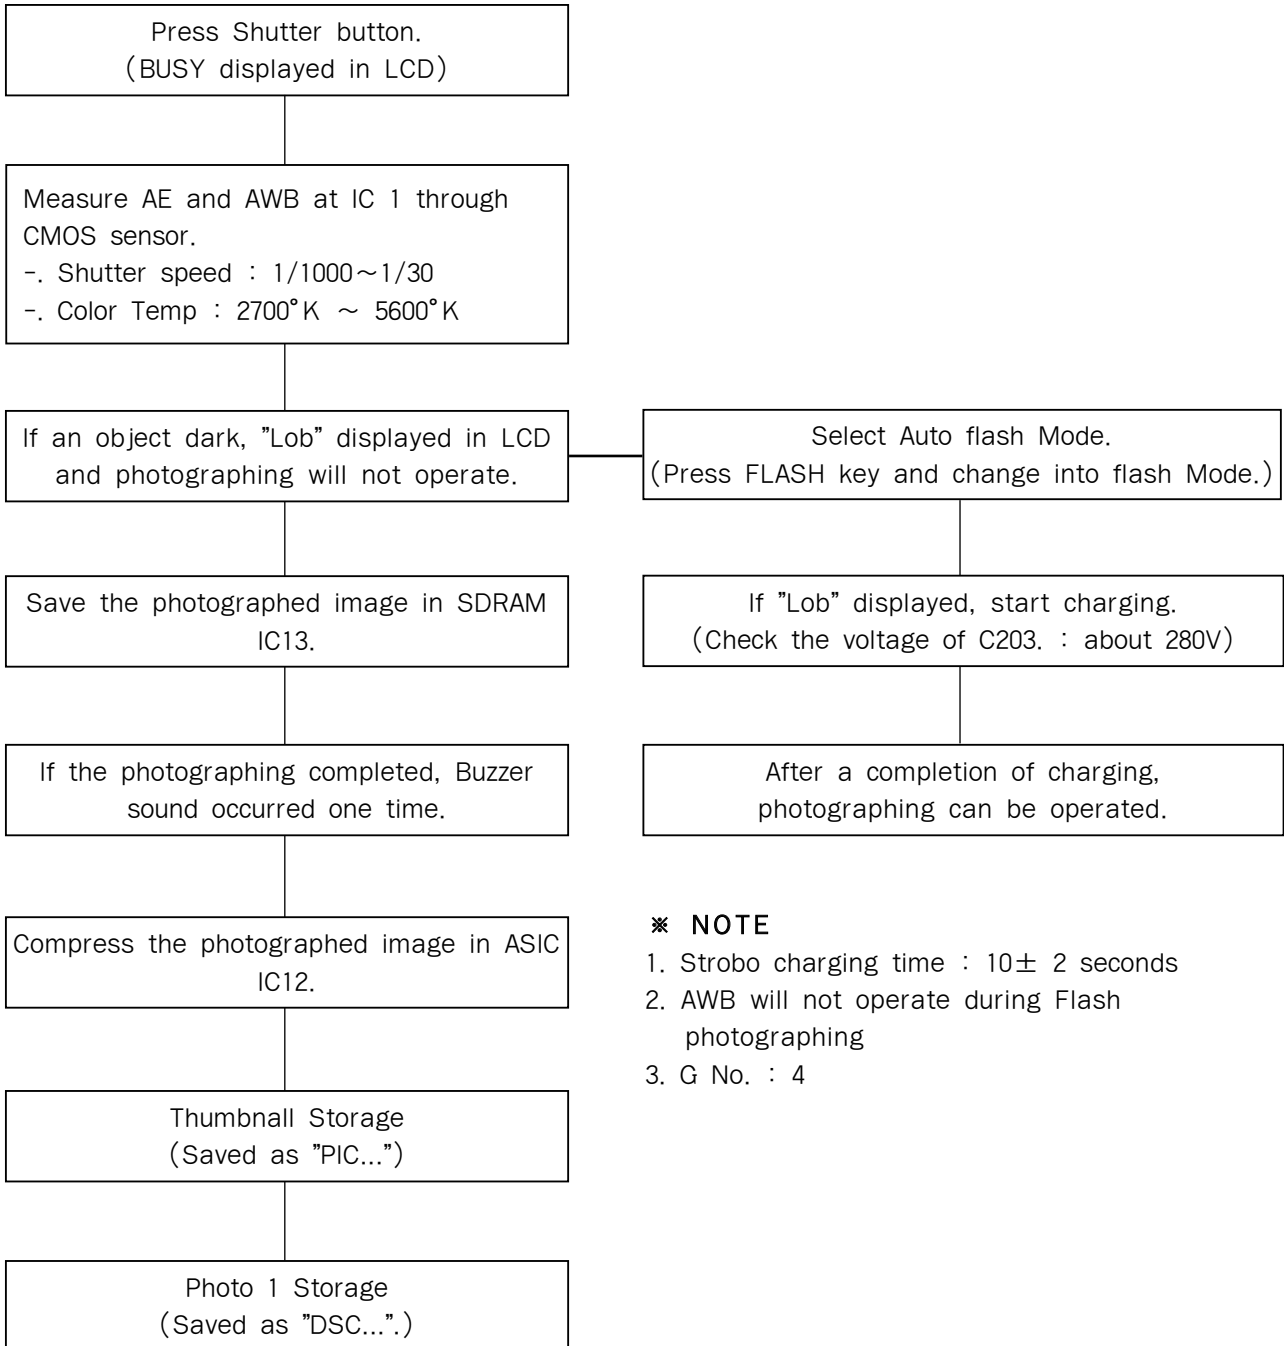 Press Shutter button.
(BUSY displayed in LCD)
Measure AE and AWB at IC 1 through
CMOS sensor.
-. Shutter speed : 1/1000～1/30
-. Color Temp : 2700°K ～ 5600°K
If an object dark, ”Lob” displayed in LCD
and photographing will not operate.
Select Auto flash Mode.
(Press FLASH key and change into flash Mode.)
Save the photographed image in SDRAM
IC13.
If ”Lob” displayed, start charging.
(Check the voltage of C203. : about 280V)
If the photographing completed, Buzzer
sound occurred one time.
After a completion of charging,
photographing can be operated.
Compress the photographed image in ASIC
IC12.
※ NOTE
1. Strobo charging time : 10± 2 seconds
2. AWB will not operate during Flash
photographing
3. G No. : 4
Thumbnall Storage
(Saved as ”PIC...”)
Photo 1 Storage
(Saved as ”DSC...”.)